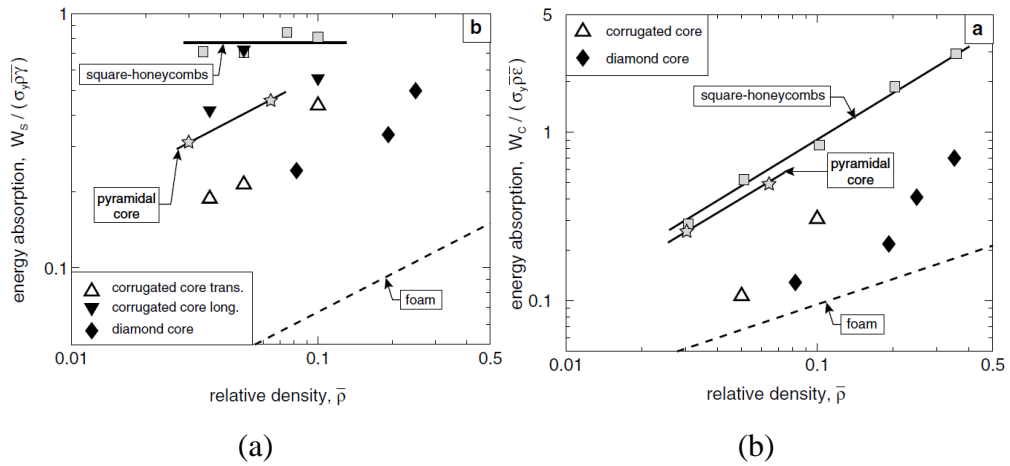 1
b
square-honeycombs
pyramidal
core
0.1
foam
corrugated core trans.
corrugated core long.
diamond core
0.01
0.1
0.5
relative density, ρ̅
energy absorption, W_S / (σ_yρ̅γ̅)
(a)
5
a
corrugated core
diamond core
square-honeycombs
1
pyramidal
core
0.1
foam
0.01
0.1
0.5
relative density, ρ̅
energy absorption, W_C / (σ_yρ̅ε̅)
(b)